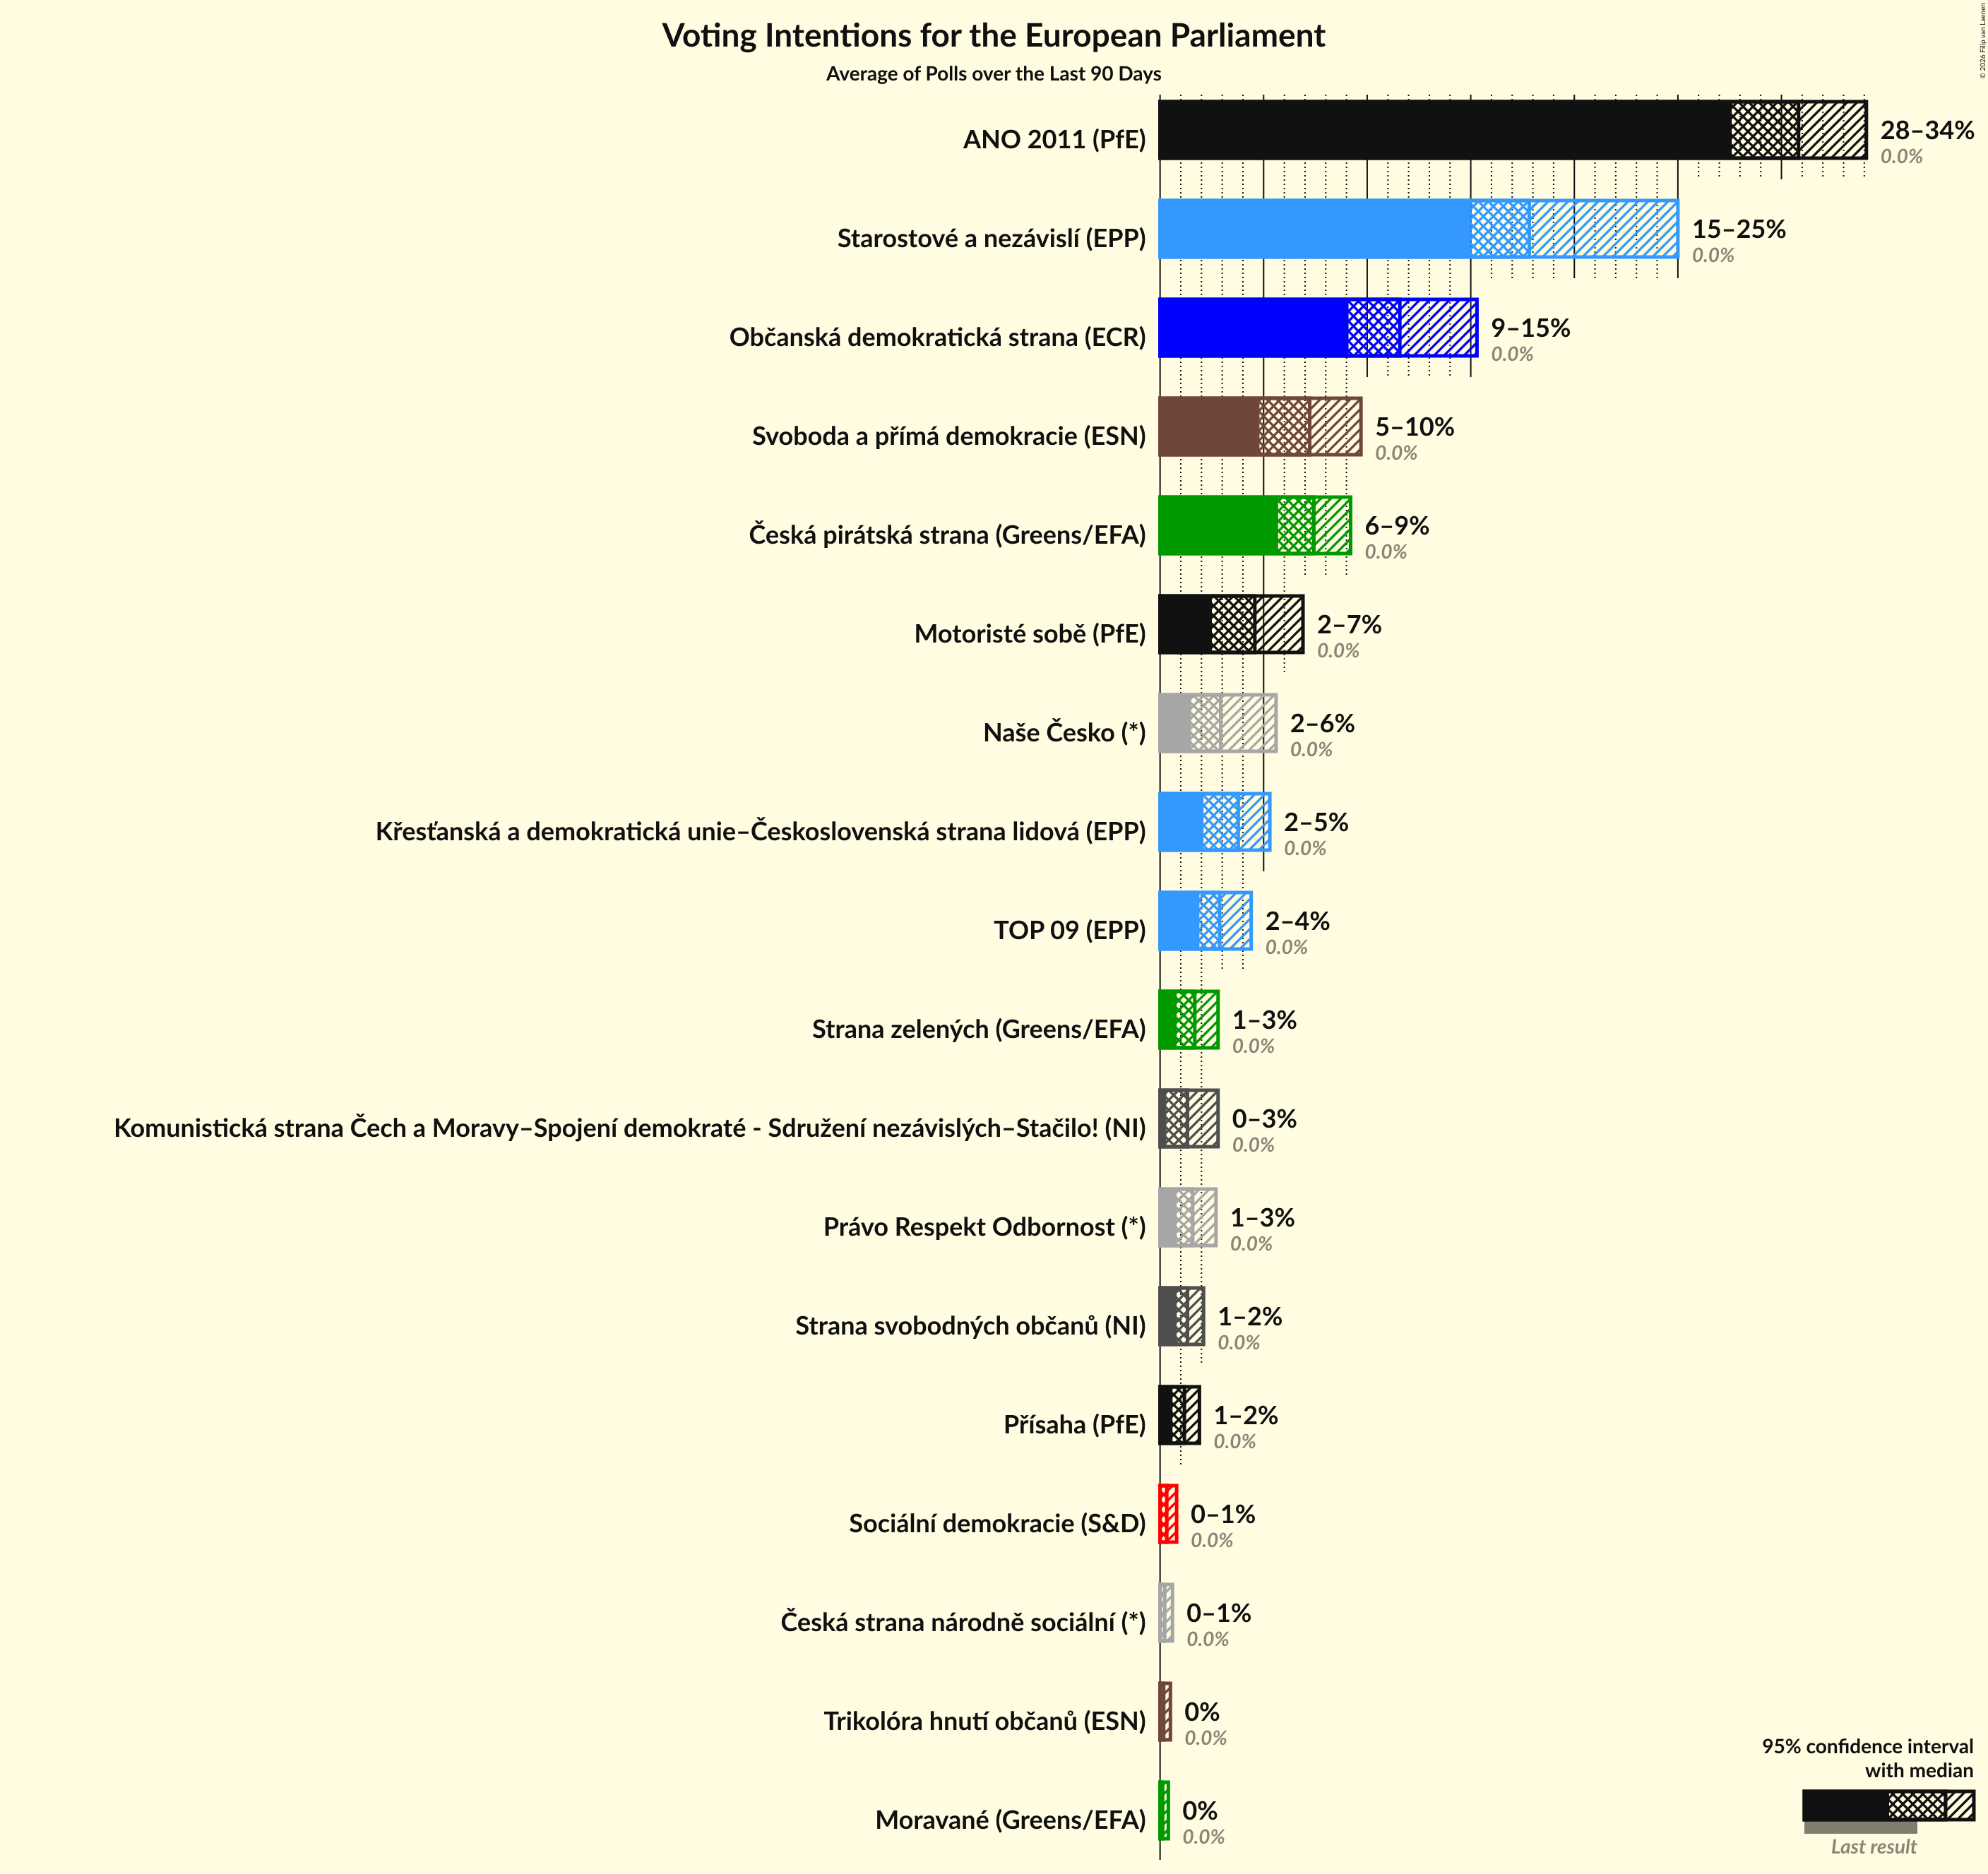 Voting Intentions for the European Parliament
Average of Polls over the Last 90 Days
© 2026 Filip van Laenen
ANO 2011 (PfE)
28–34%
0.0%
Starostové a nezávislí (EPP)
15–25%
0.0%
Občanská demokratická strana (ECR)
9–15%
0.0%
Svoboda a přímá demokracie (ESN)
5–10%
0.0%
Česká pirátská strana (Greens/EFA)
6–9%
0.0%
Motoristé sobě (PfE)
2–7%
0.0%
Naše Česko (*)
2–6%
0.0%
Křesťanská a demokratická unie–Československá strana lidová (EPP)
2–5%
0.0%
TOP 09 (EPP)
2–4%
0.0%
Strana zelených (Greens/EFA)
1–3%
0.0%
Komunistická strana Čech a Moravy–Spojení demokraté - Sdružení nezávislých–Stačilo! (NI)
0–3%
0.0%
Právo Respekt Odbornost (*)
1–3%
0.0%
Strana svobodných občanů (NI)
1–2%
0.0%
Přísaha (PfE)
1–2%
0.0%
Sociální demokracie (S&D)
0–1%
0.0%
Česká strana národně sociální (*)
0–1%
0.0%
Trikolóra hnutí občanů (ESN)
0%
0.0%
Moravané (Greens/EFA)
0%
0.0%
95% confidence interval
with median
Last result